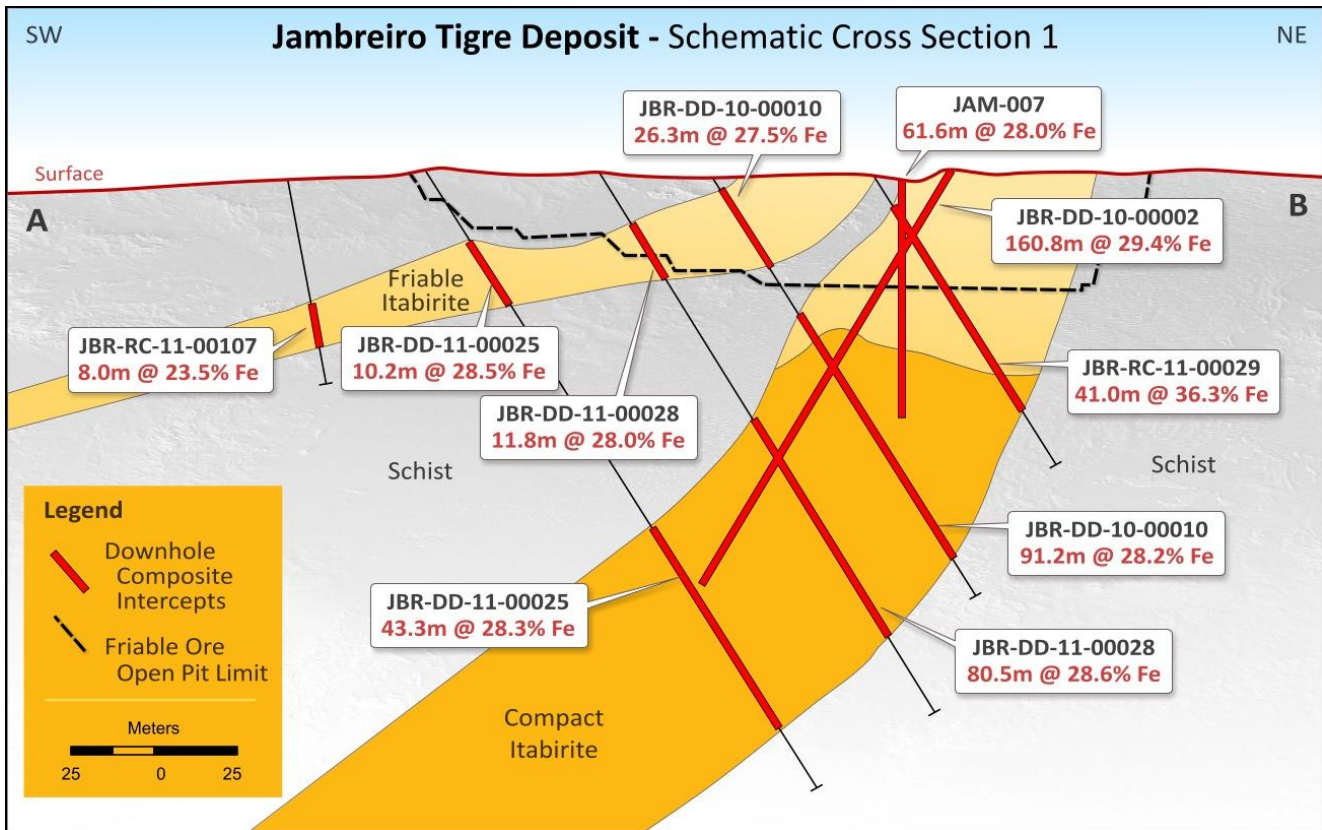 SW
Jambreiro Tigre Deposit - Schematic Cross Section 1
NE
JBR-DD-10-00010
26.3m @ 27.5% Fe
JAM-007
61.6m @ 28.0% Fe
Surface
A
B
JBR-DD-10-00002
160.8m @ 29.4% Fe
Friable
Itabirite
JBR-RC-11-00107
8.0m @ 23.5% Fe
JBR-DD-11-00025
10.2m @ 28.5% Fe
JBR-DD-11-00028
11.8m @ 28.0% Fe
JBR-RC-11-00029
41.0m @ 36.3% Fe
Schist
Schist
JBR-DD-10-00010
91.2m @ 28.2% Fe
JBR-DD-11-00025
43.3m @ 28.3% Fe
JBR-DD-11-00028
80.5m @ 28.6% Fe
Compact
Itabirite
Legend
Downhole
Composite
Intercepts
Friable Ore
Open Pit Limit
Meters
25 0 25